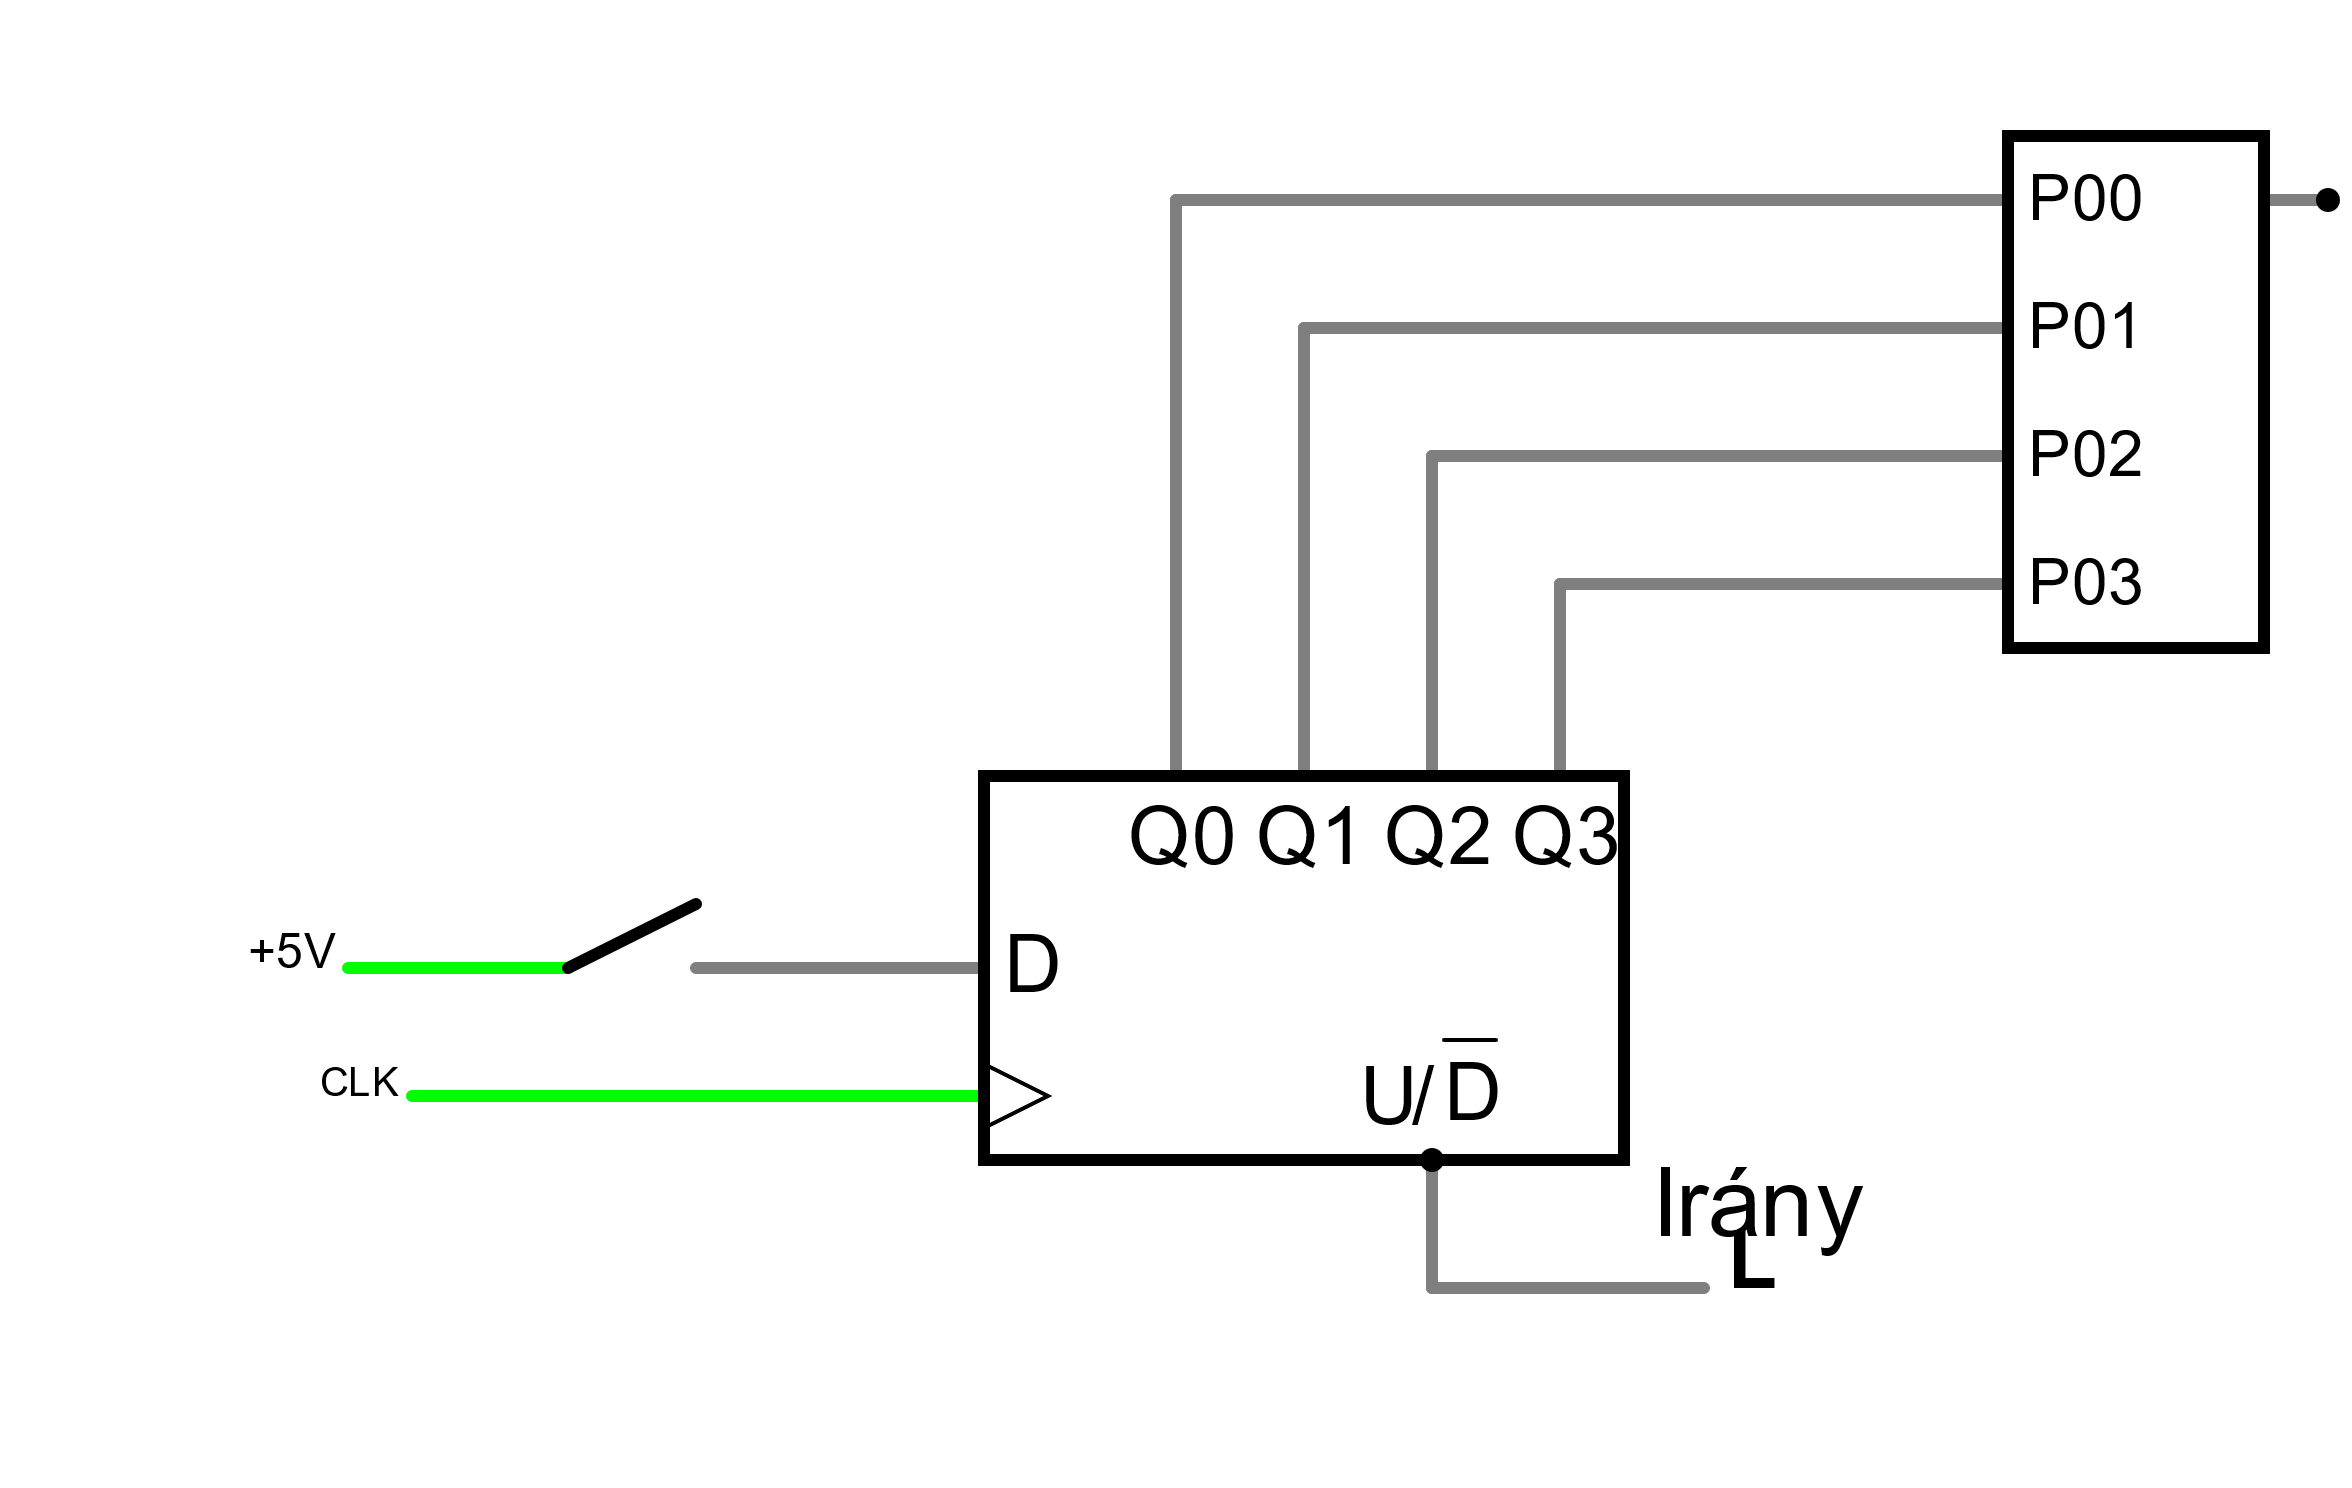 P00
P01
P02
P03
Q0 Q1 Q2 Q3
+5V
D
CLK
U/D̅
Irány
L